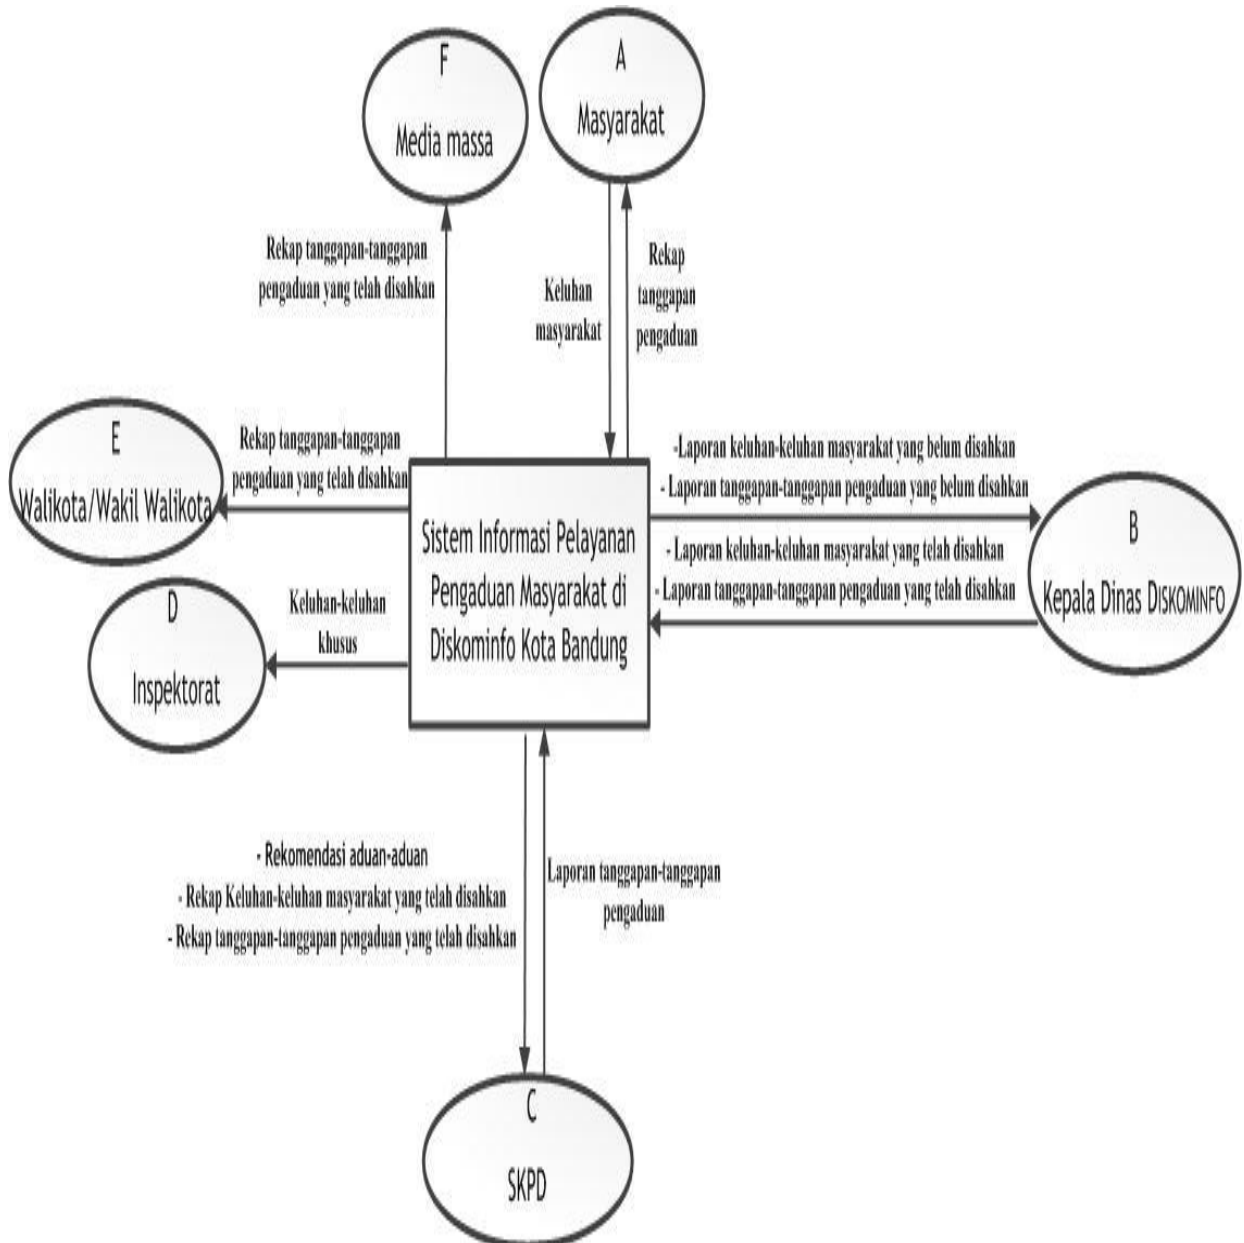 F
Media massa
A
Masyarakat
Rekap tanggapan-tanggapan
pengaduan yang telah disahkan
Keluhan
masyarakat
Rekap
tanggapan
pengaduan
E
Walikota/Wakil Walikota
Rekap tanggapan-tanggapan
pengaduan yang telah disahkan
-Laporan keluhan-keluhan masyarakat yang belum disahkan
- Laporan tanggapan-tanggapan pengaduan yang belum disahkan
- Laporan keluhan-keluhan masyarakat yang telah disahkan
- Laporan tanggapan-tanggapan pengaduan yang telah disahkan
B
Kepala Dinas DISKOMINFO
Sistem Informasi Pelayanan
Pengaduan Masyarakat di
Diskominfo Kota Bandung
D
Inspektorat
Keluhan-keluhan
khusus
- Rekomendasi aduan-aduan
- Rekap Keluhan-keluhan masyarakat yang telah disahkan
- Rekap tanggapan-tanggapan pengaduan yang telah disahkan
Laporan tanggapan-tanggapan
pengaduan
C
SKPD